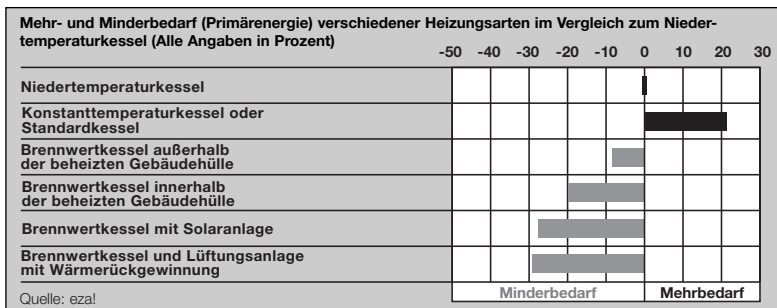 Mehr- und Minderbedarf (Primärenergie) verschiedener Heizungsarten im Vergleich zum Nieder-
temperaturkessel (Alle Angaben in Prozent)
-50 -40 -30 -20 -10 0 10 20 30
Niedertemperaturkessel
Konstanttemperaturkessel oder
Standardkessel
Brennwertkessel außerhalb
der beheizten Gebäudehülle
Brennwertkessel innerhalb
der beheizten Gebäudehülle
Brennwertkessel mit Solaranlage
Brennwertkessel und Lüftungsanlage
mit Wärmerückgewinnung
Minderbedarf Mehrbedarf
Quelle: eza!